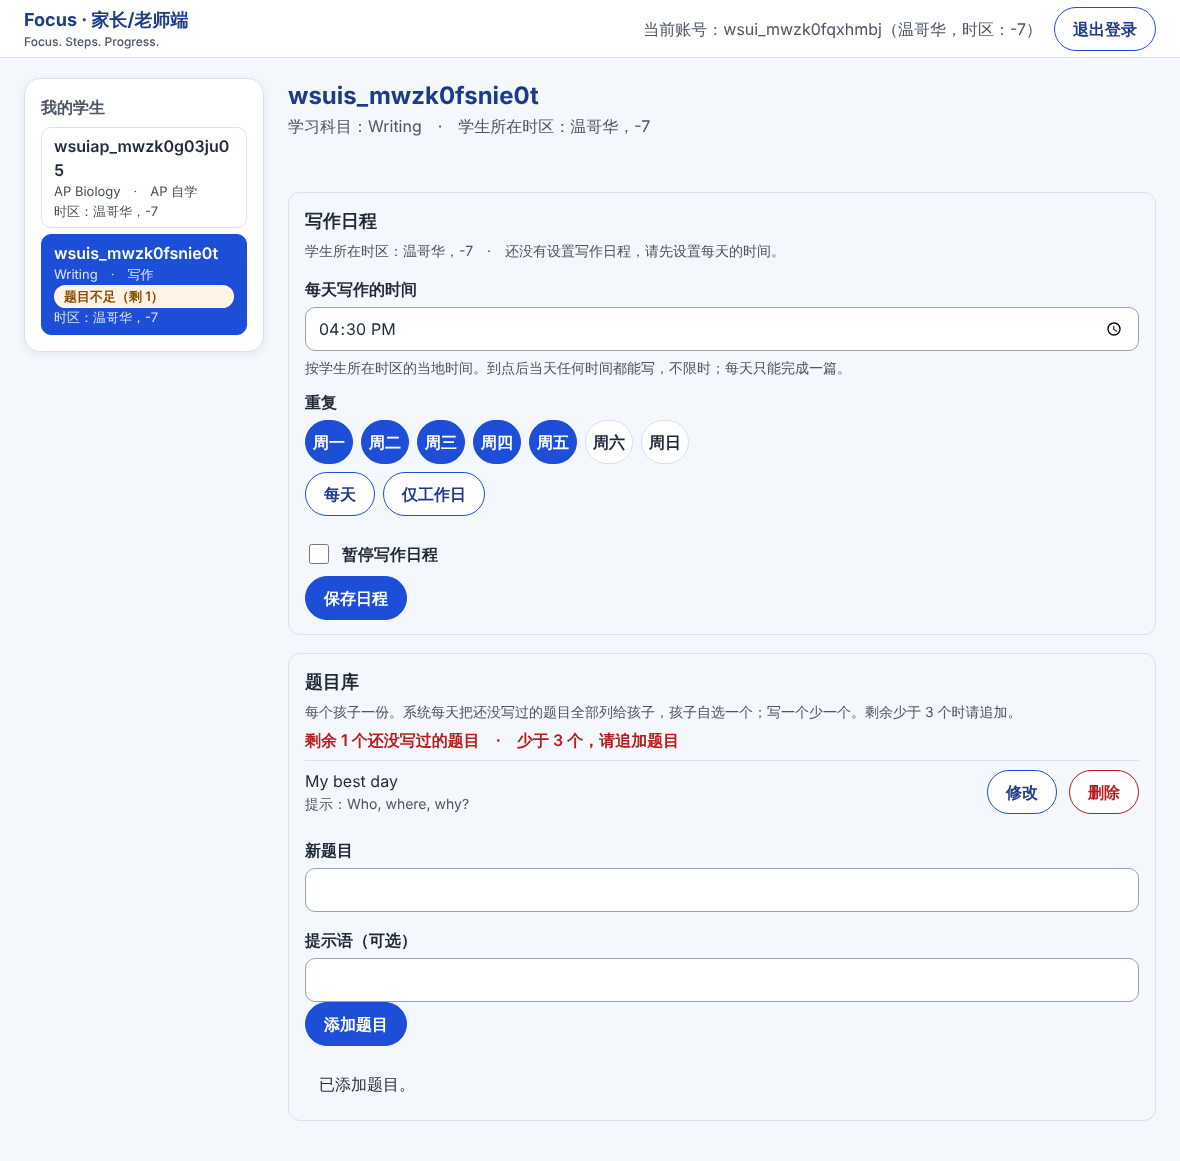 Focus · 家长/老师端
Focus. Steps. Progress.
当前账号：wsui_mwzk0fqxhmbj（温哥华，时区：-7）
退出登录
我的学生
wsuiap_mwzk0g03ju0
5
AP Biology · AP 自学
时区：温哥华，-7
wsuis_mwzk0fsnie0t
Writing · 写作
题目不足（剩 1）
时区：温哥华，-7
wsuis_mwzk0fsnie0t
学习科目：Writing · 学生所在时区：温哥华，-7
写作日程
学生所在时区：温哥华，-7 · 还没有设置写作日程，请先设置每天的时间。
每天写作的时间
04:30 PM
按学生所在时区的当地时间。到点后当天任何时间都能写，不限时；每天只能完成一篇。
重复
周一 周二 周三 周四 周五 周六 周日
每天 仅工作日
暂停写作日程
保存日程
题目库
每个孩子一份。系统每天把还没写过的题目全部列给孩子，孩子自选一个；写一个少一个。剩余少于 3 个时请追加。
剩余 1 个还没写过的题目 · 少于 3 个，请追加题目
My best day
提示：Who, where, why?
修改 删除
新题目
提示语（可选）
添加题目
已添加题目。